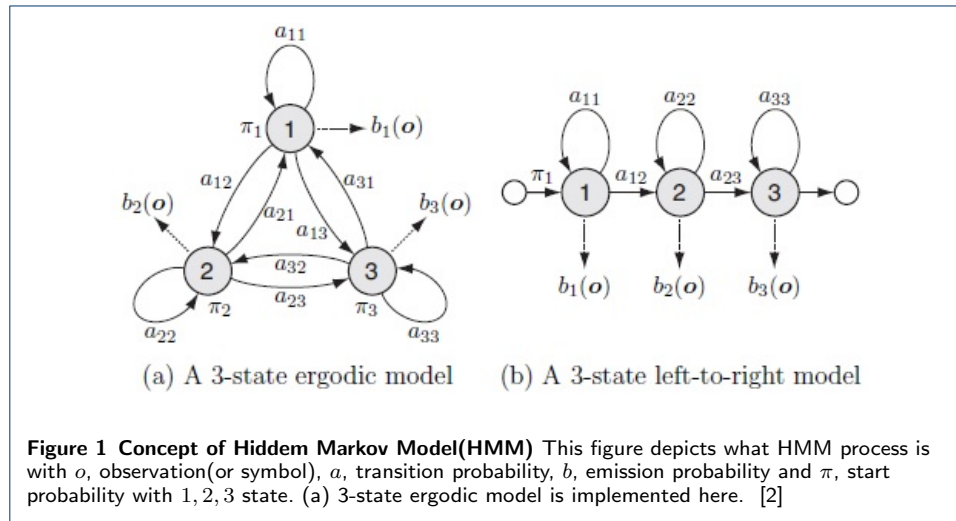 a11
π1 1 b1(o)
a12 a31
b2(o) a21 a13 b3(o)
2 a32 3
π2 a23 π3
a22 a33
(a) A 3-state ergodic model
a11 a22 a33
π1 a12 a23
1 2 3
b1(o) b2(o) b3(o)
(b) A 3-state left-to-right model
Figure 1 Concept of Hiddem Markov Model(HMM) This figure depicts what HMM process is
with o, observation(or symbol), a, transition probability, b, emission probability and π, start
probability with 1, 2, 3 state. (a) 3-state ergodic model is implemented here. [2]